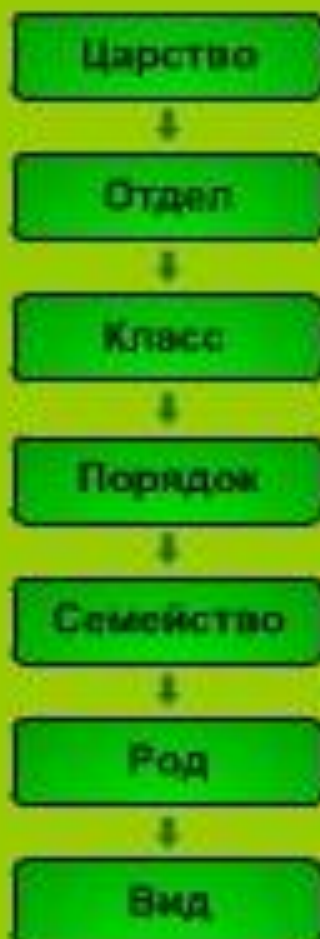 Царство
Отдел
Класс
Порядок
Семейство
Род
Вид